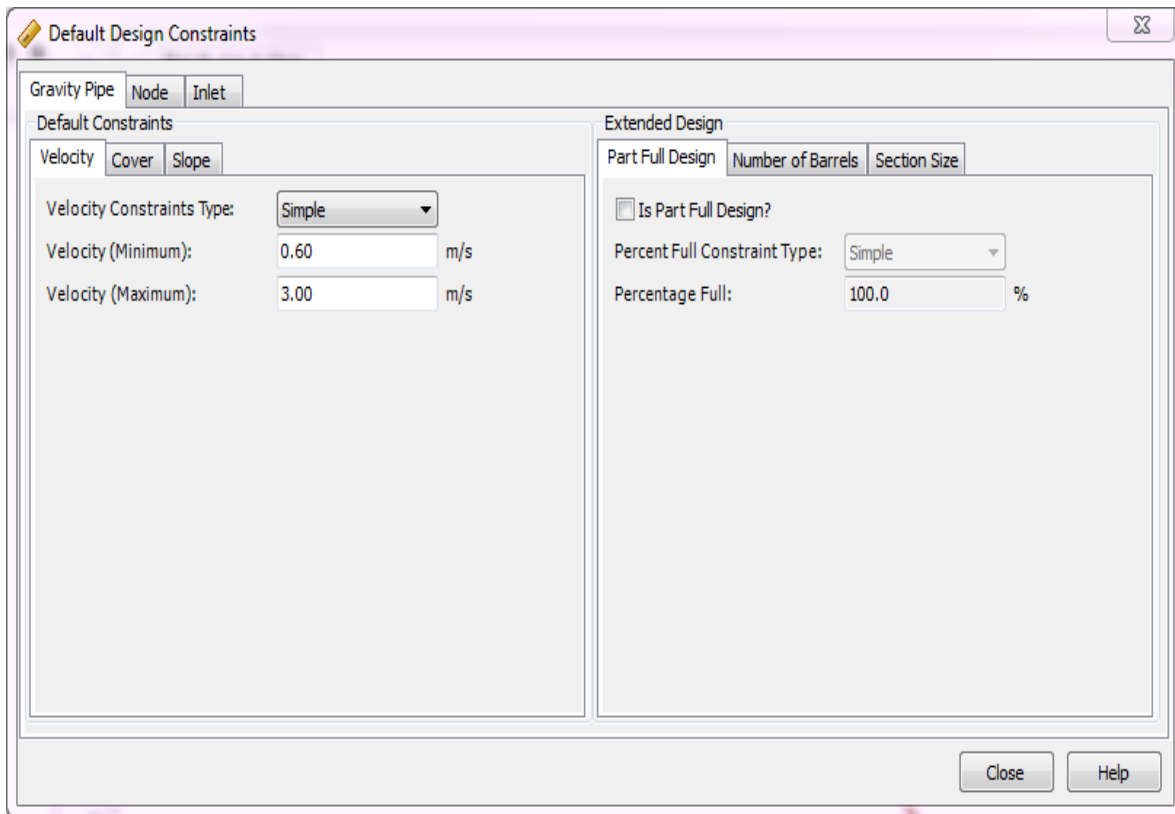 Default Design Constraints
Gravity Pipe Node Inlet
Default Constraints
Velocity Cover Slope
Velocity Constraints Type: Simple
Velocity (Minimum): 0.60 m/s
Velocity (Maximum): 3.00 m/s
Extended Design
Part Full Design Number of Barrels Section Size
Is Part Full Design?
Percent Full Constraint Type: Simple
Percentage Full: 100.0 %
Close Help